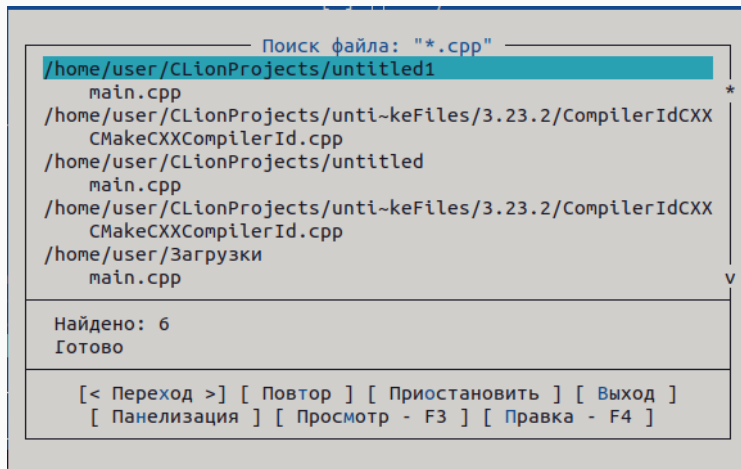 Поиск файла: "*.cpp"
/home/user/CLionProjects/untitled1
main.cpp
/home/user/CLionProjects/unti~keFiles/3.23.2/CompilerIdCXX
CMakeCXXCompilerId.cpp
/home/user/CLionProjects/untitled
main.cpp
/home/user/CLionProjects/unti~keFiles/3.23.2/CompilerIdCXX
CMakeCXXCompilerId.cpp
/home/user/Загрузки
main.cpp
Найдено: 6
Готово
[< Переход >] [ Повтор ] [ Приостановить ] [ Выход ]
[ Панелизация ] [ Просмотр - F3 ] [ Правка - F4 ]